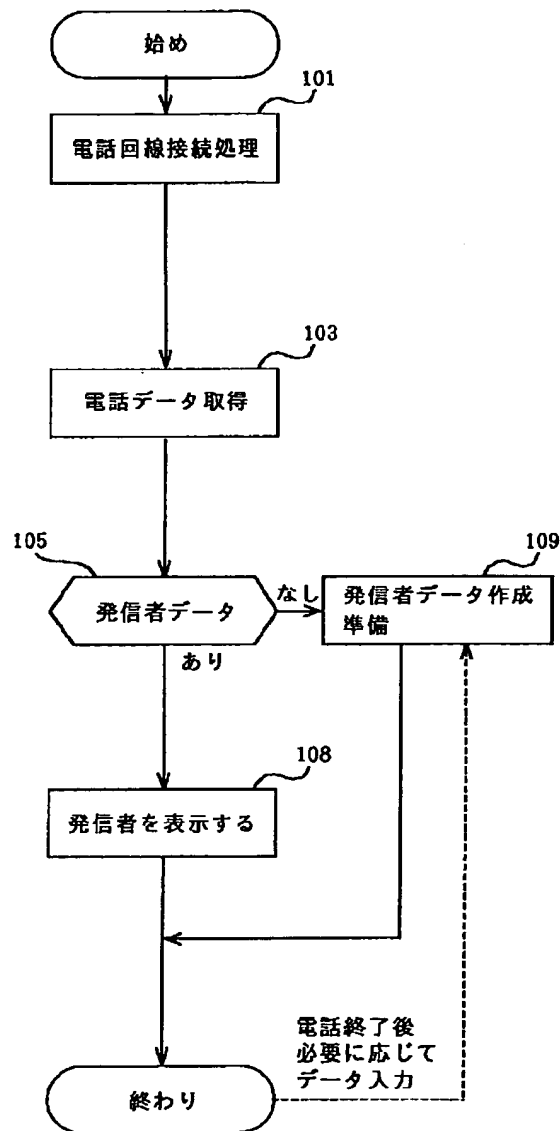 始め
101
電話回線接続処理
103
電話データ取得
105
発信者データ
なし
109
発信者データ作成
準備
あり
108
発信者を表示する
電話終了後
必要に応じて
データ入力
終わり